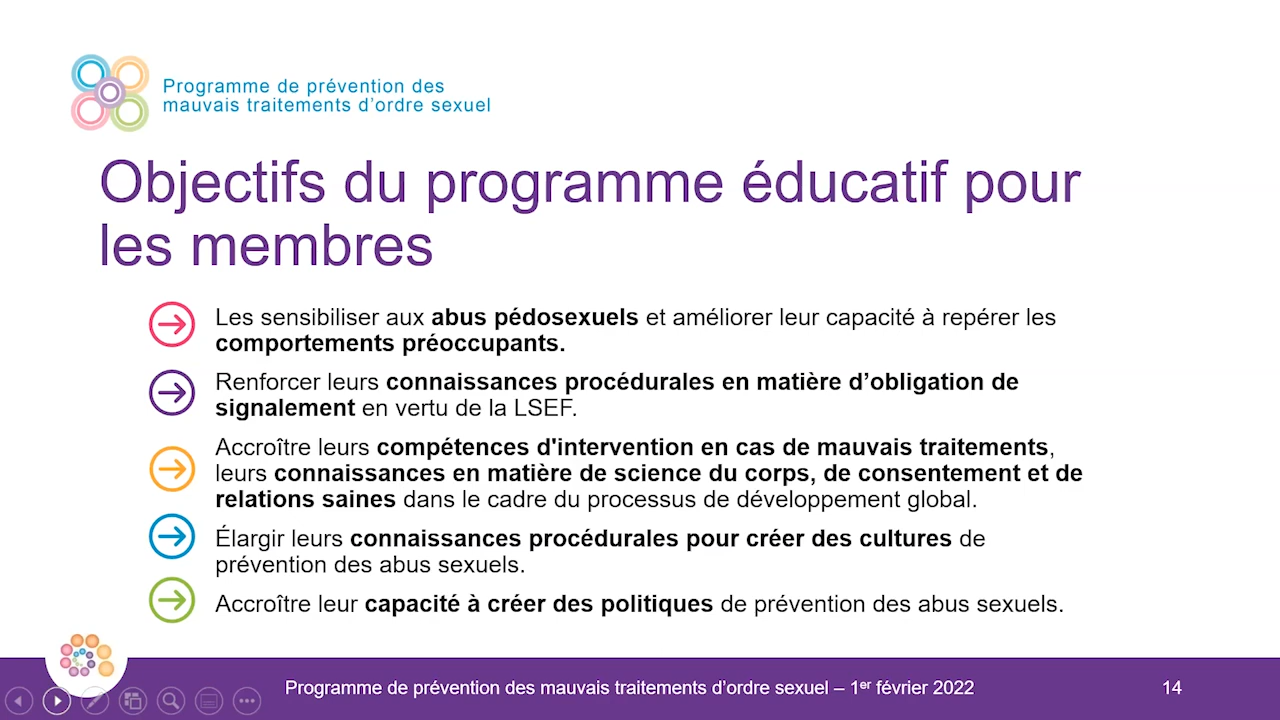 Programme de prévention des
mauvais traitements d’ordre sexuel
Objectifs du programme éducatif pour
les membres
Les sensibiliser aux abus pédosexuels et améliorer leur capacité à repérer les
comportements préoccupants.
Renforcer leurs connaissances procédurales en matière d’obligation de
signalement en vertu de la LSEF.
Accroître leurs compétences d'intervention en cas de mauvais traitements,
leurs connaissances en matière de science du corps, de consentement et de
relations saines dans le cadre du processus de développement global.
Élargir leurs connaissances procédurales pour créer des cultures de
prévention des abus sexuels.
Accroître leur capacité à créer des politiques de prévention des abus sexuels.
Programme de prévention des mauvais traitements d’ordre sexuel – 1er février 2022
14